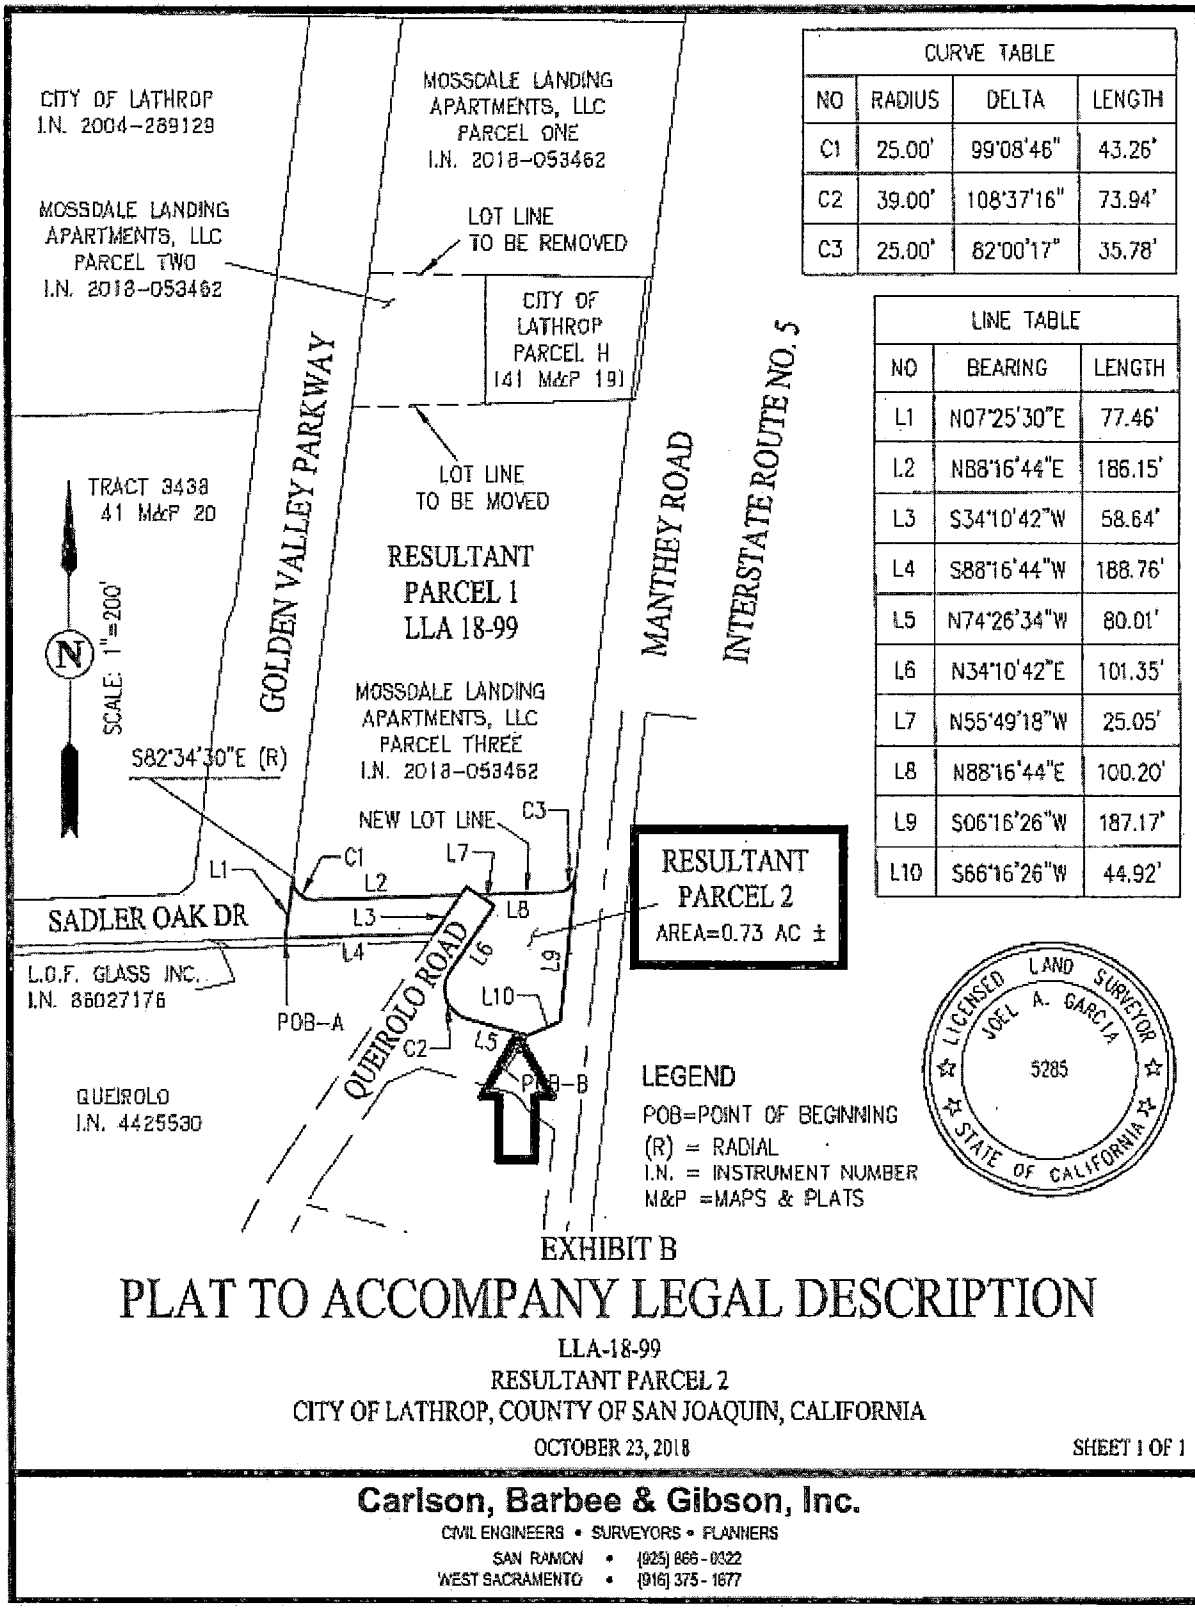 CITY OF LATHROP
I.N. 2004-289129
MOSSDALE LANDING
APARTMENTS, LLC
PARCEL ONE
I.N. 2018-053462
MOSSDALE LANDING
APARTMENTS, LLC
PARCEL TWO
I.N. 2018-053462
LOT LINE
TO BE REMOVED
CITY OF
LATHROP
PARCEL H
(41 M&P 19)
CURVE TABLE
NO RADIUS DELTA LENGTH
C1 25.00' 99°08'46" 43.26'
C2 39.00' 108°37'16" 73.94'
C3 25.00' 82°00'17" 35.78'
LINE TABLE
NO BEARING LENGTH
L1 N07°25'30"E 77.46'
L2 N88°16'44"E 186.15'
L3 S34°10'42"W 58.64'
L4 S88°16'44"W 188.76'
L5 N74°26'34"W 80.01'
L6 N34°10'42"E 101.35'
L7 N55°49'18"W 25.05'
L8 N88°16'44"E 100.20'
L9 S06°16'26"W 187.17'
L10 S66°16'26"W 44.92'
GOLDEN VALLEY PARKWAY
MANTHEY ROAD
INTERSTATE ROUTE NO. 5
LOT LINE
TO BE MOVED
TRACT 3438
41 M&P 20
N
SCALE: 1"=200'
RESULTANT
PARCEL 1
LLA 18-99
MOSSDALE LANDING
APARTMENTS, LLC
PARCEL THREE
I.N. 2018-053462
S82°34'30"E (R)
NEW LOT LINE
C3
L7
C1
L1
L2
L8
L3
L4
L6
L9
L10
C2
L5
SADLER OAK DR
QUEIROLO ROAD
RESULTANT
PARCEL 2
AREA=0.73 AC ±
L.O.F. GLASS INC.
I.N. 86027176
POB-A
POB-B
QUEIROLO
I.N. 4425530
LEGEND
POB=POINT OF BEGINNING
(R) = RADIAL
I.N. = INSTRUMENT NUMBER
M&P =MAPS & PLATS
LICENSED LAND SURVEYOR
JOEL A. GARCIA
5285
STATE OF CALIFORNIA
EXHIBIT B
PLAT TO ACCOMPANY LEGAL DESCRIPTION
LLA-18-99
RESULTANT PARCEL 2
CITY OF LATHROP, COUNTY OF SAN JOAQUIN, CALIFORNIA
OCTOBER 23, 2018
SHEET 1 OF 1
Carlson, Barbee & Gibson, Inc.
CIVIL ENGINEERS • SURVEYORS • PLANNERS
SAN RAMON • (925) 866-0322
WEST SACRAMENTO • (916) 375-1877